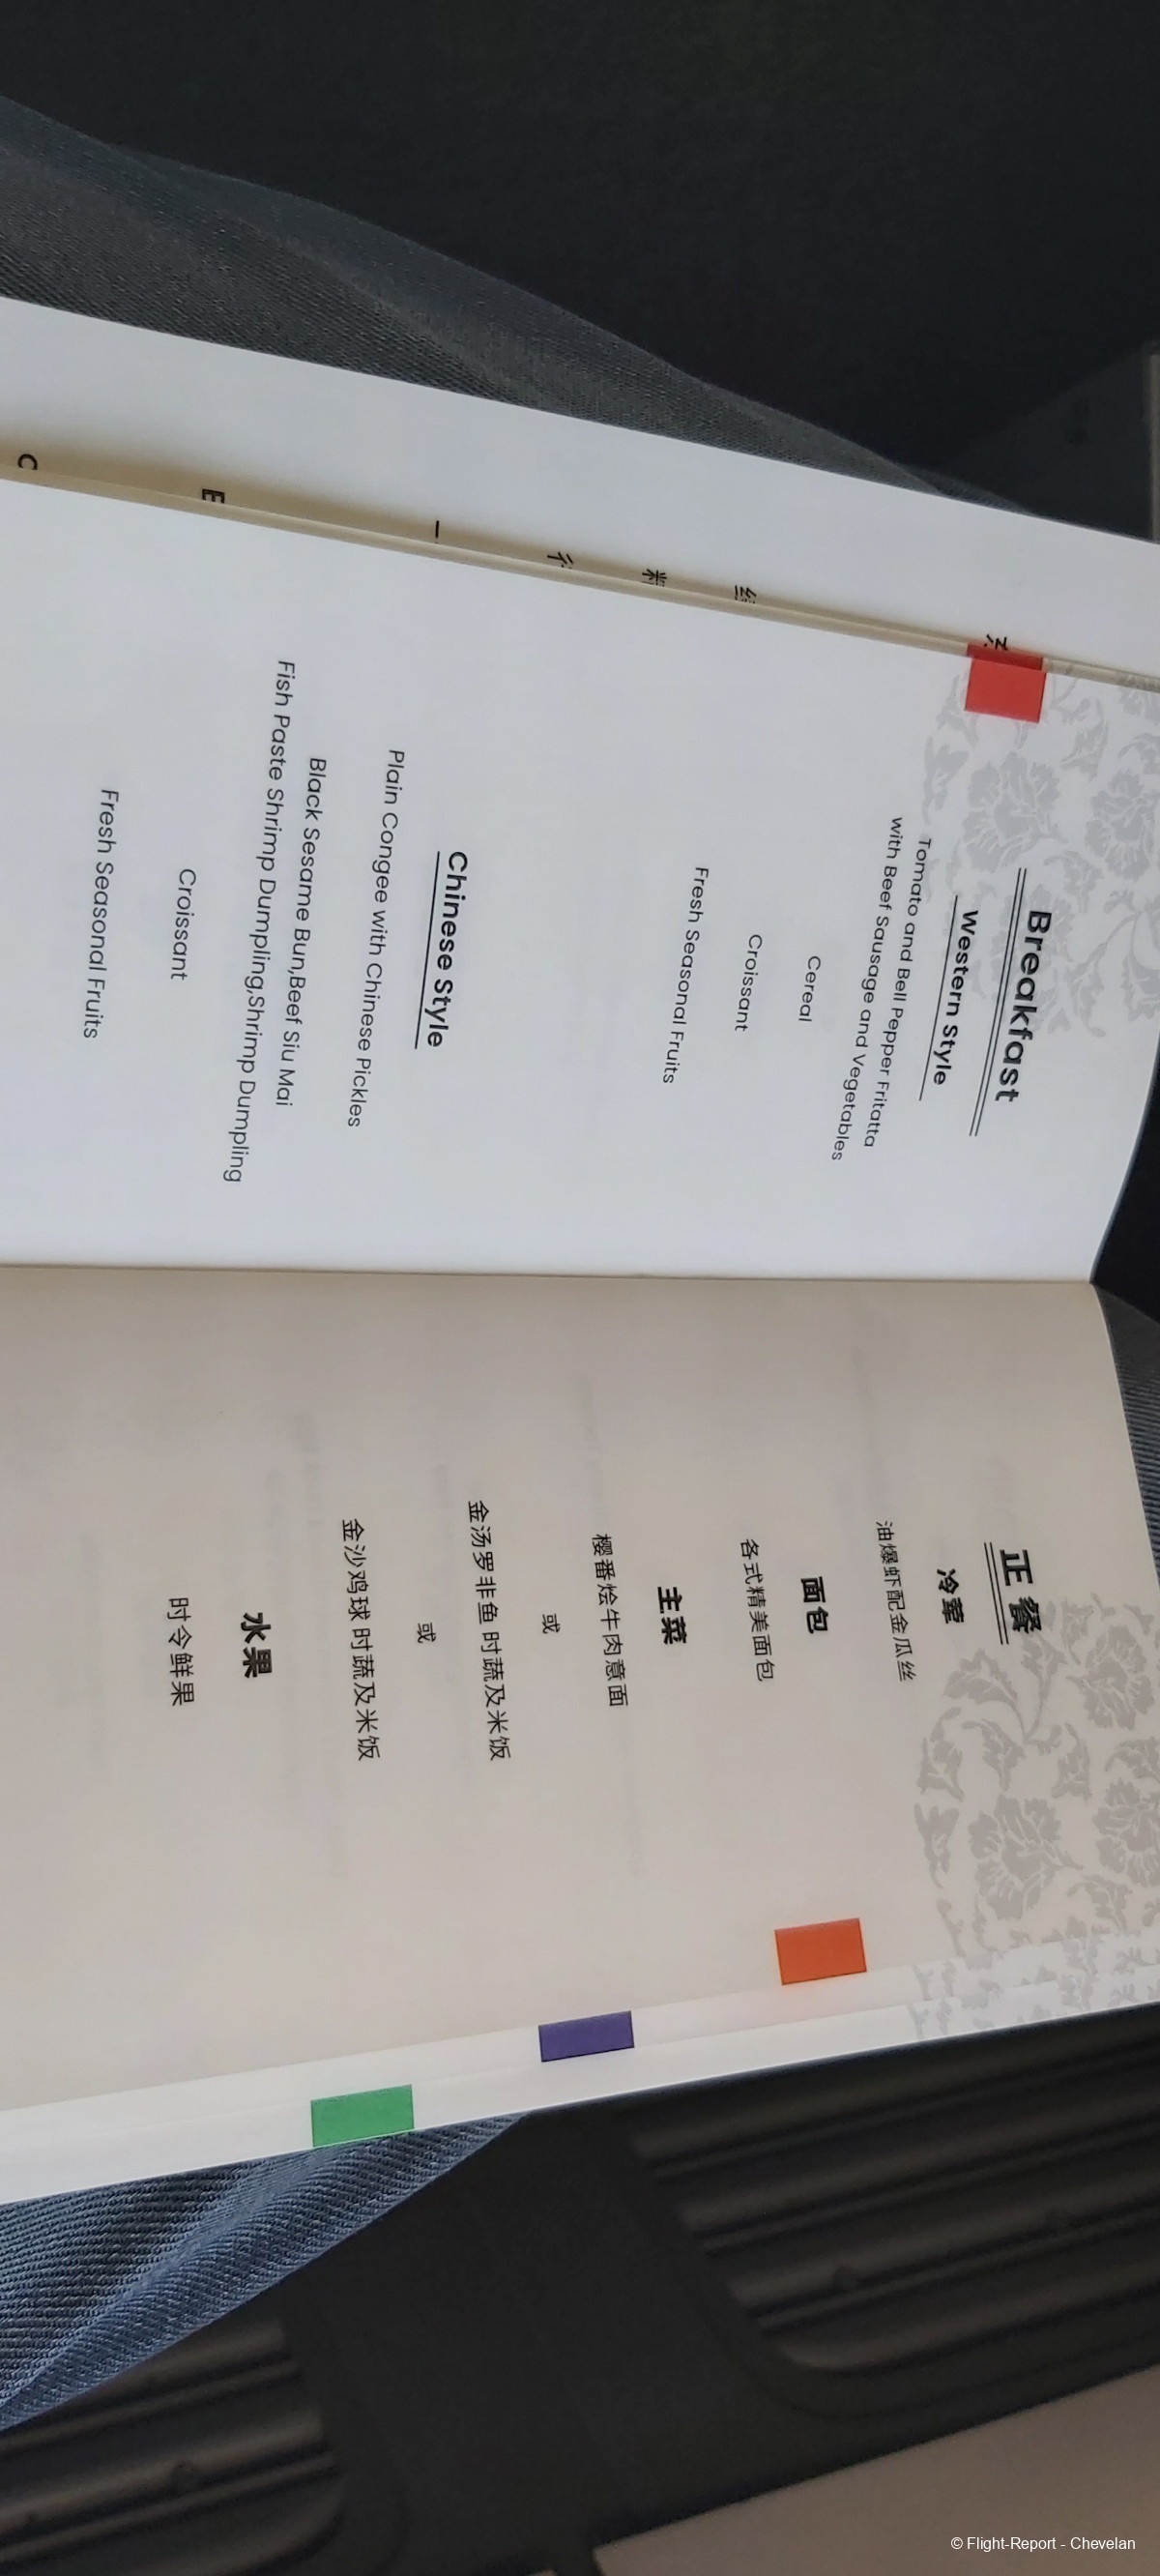 Breakfast
Western Style
Tomato and Bell Pepper Fritatta
with Beef Sausage and Vegetables
Cereal
Croissant
Fresh Seasonal Fruits
Chinese Style
Plain Congee with Chinese Pickles
Black Sesame Bun,Beef Siu Mai
Fish Paste Shrimp Dumpling,Shrimp Dumpling
Croissant
Fresh Seasonal Fruits
正餐
冷荤
油爆虾配金瓜丝
面包
各式精美面包
主菜
樱番烩牛肉意面
或
金汤罗非鱼 时蔬及米饭
或
金沙鸡球 时蔬及米饭
水果
时令鲜果
© Flight-Report - Chevelan